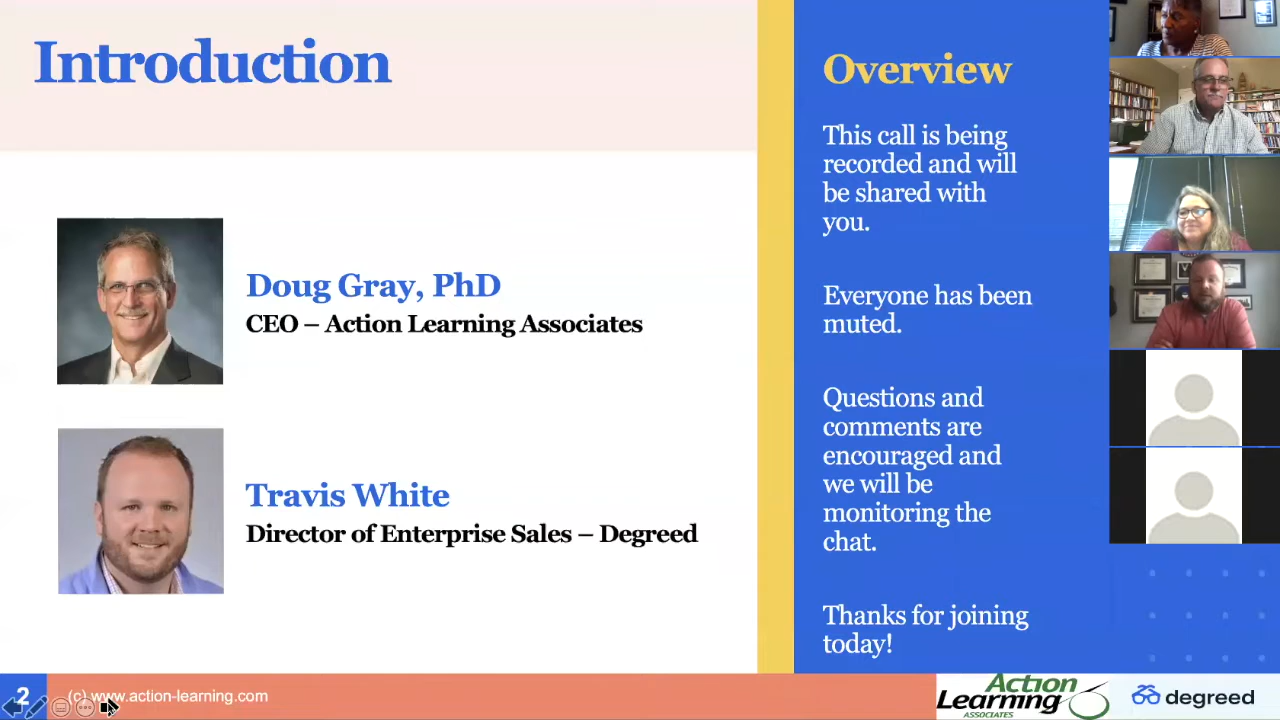 Introduction
Doug Gray, PhD
CEO – Action Learning Associates
Travis White
Director of Enterprise Sales – Degreed
Overview
This call is being
recorded and will
be shared with
you.
Everyone has been
muted.
Questions and
comments are
encouraged and
we will be
monitoring the
chat.
Thanks for joining
today!
2
(c) www.action-learning.com
Action
Learning
ASSOCIATES
degreed